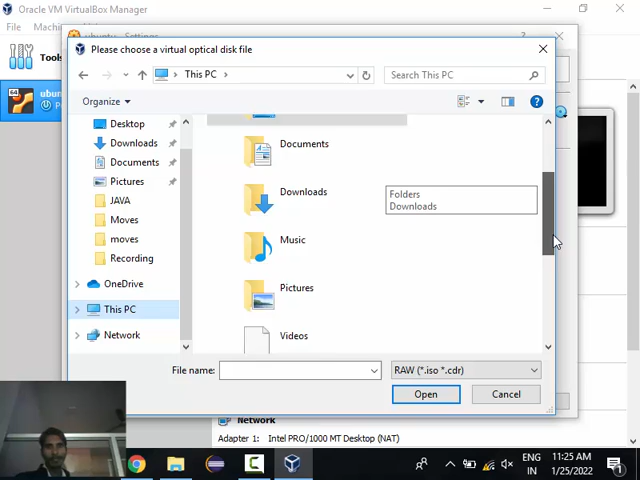 Oracle VM VirtualBox Manager
File Machi
ubuntu - Settings
Tools
Please choose a virtual optical disk file
This PC
Search This PC
Organize
Desktop
Downloads
Documents
Pictures
JAVA
Moves
moves
Recording
OneDrive
This PC
Network
Documents
Downloads
Music
Pictures
Videos
Folders
Downloads
64
ubun
File name:
RAW (*.iso *.cdr)
Open
Cancel
Network
Adapter 1: Intel PRO/1000 MT Desktop (NAT)
ENG
IN
11:25 AM
1/25/2022